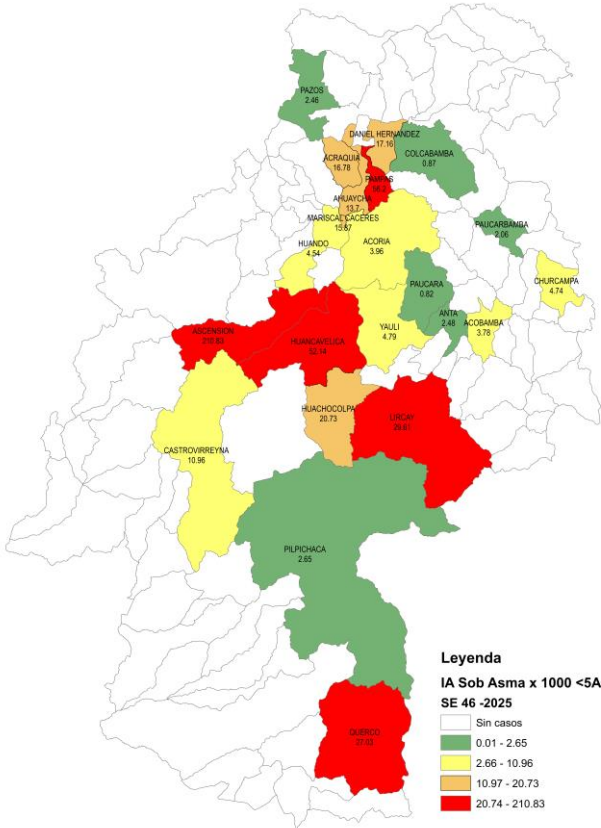 PAZOS
2.46
DANIEL HERNANDEZ
17.16
COLCABAMBA
0.87
ACRAQUIA
16.78
PAMPAS
AHUAYCHA
13.7
MARISCAL CACERES
15.87
PAUCARBAMBA
2.06
HUANDO
4.54
ACORIA
3.96
CHURCAMPA
4.74
PAUCARA
0.82
ANTA
2.48
ACOBAMBA
3.78
YAULI
4.79
ASCENSION
210.83
HUANCAVELICA
52.14
HUACHOCOLPA
20.73
LIRCAY
29.61
CASTROVIRREYNA
10.96
PILPICHACA
2.65
QUERCO
27.03
Leyenda
IA Sob Asma x 1000 <5A
SE 46 -2025
Sin casos
0.01 - 2.65
2.66 - 10.96
10.97 - 20.73
20.74 - 210.83